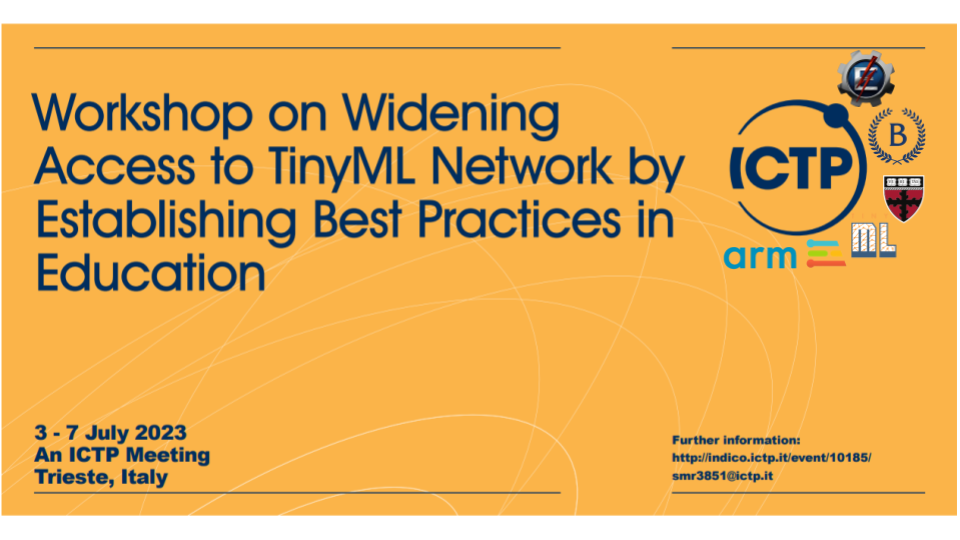 Workshop on Widening
Access to TinyML Network by
Establishing Best Practices in
Education
ICTP
B
arm
ML
3 - 7 July 2023
An ICTP Meeting
Trieste, Italy
Further information:
http://indico.ictp.it/event/10185/
smr3851@ictp.it